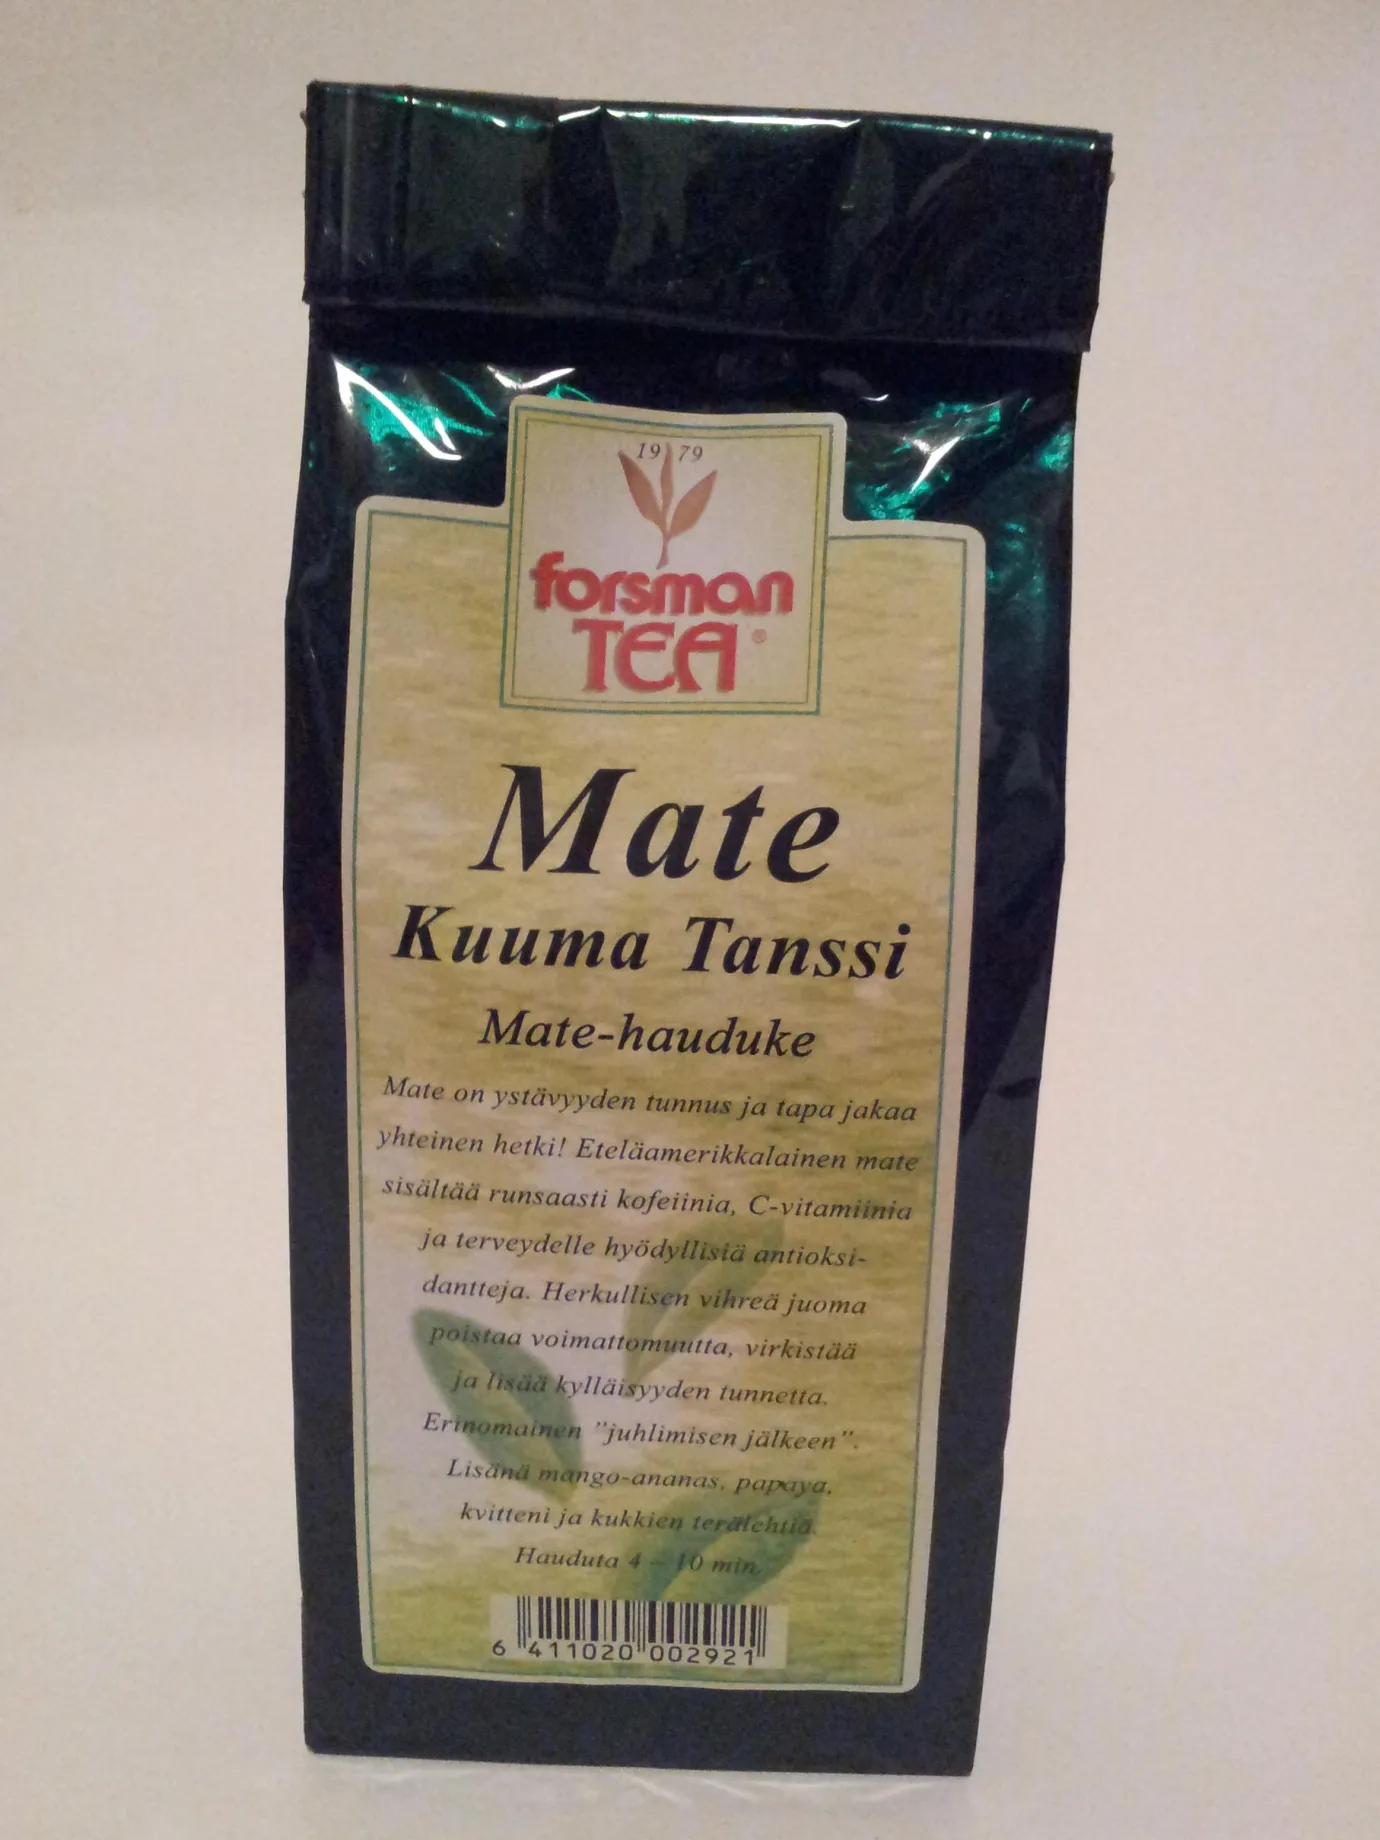 19 79
forsman
TEA®
Mate
Kuuma Tanssi
Mate-hauduke
Mate on ystävyyden tunnus ja tapa jakaa
yhteinen hetki! Eteläamerikkalainen mate
sisältää runsaasti kofeiinia, C-vitamiinia
ja terveydelle hyödyllisiä antioksi-
dantteja. Herkullisen vihreä juoma
poistaa voimattomuutta, virkistää
ja lisää kylläisyyden tunnetta.
Erinomainen "juhlimisen jälkeen".
Lisänä mango-ananas, papaya,
kvitteni ja kukkien terälehtiä.
Hauduta 4 – 10 min.
6 411020 002921